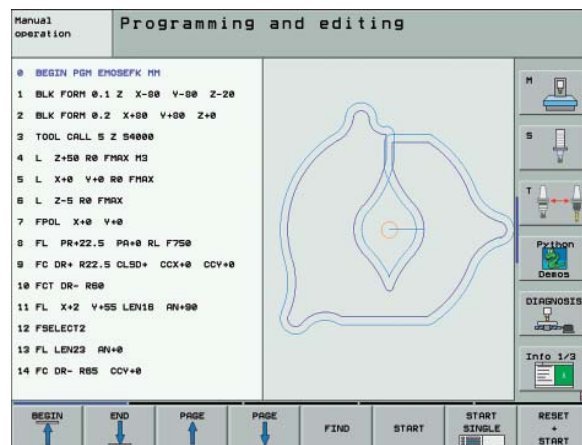 Manual
operation
Programming and editing
0 BEGIN PGM EMOSEFK MM
1 BLK FORM 0.1 Z X-80 Y-80 Z-20
2 BLK FORM 0.2 X+80 Y+80 Z+0
3 TOOL CALL 5 Z S4000
4 L Z+50 R0 FMAX M3
5 L X+0 Y+0 R0 FMAX
6 L Z-5 R0 FMAX
7 FPOL X+0 Y+0
8 FL PR+22.5 PA+0 RL F750
9 FC DR+ R22.5 CLSD+ CCX+0 CCY+0
10 FCT DR- R60
11 FL X+2 Y+55 LEN16 AN+90
12 FSELECT2
13 FL LEN23 AN+0
14 FC DR- R65 CCY+0
M
S
T
Python
Demos
DIAGNOSIS
Info 1/3
BEGIN
END
PAGE
PAGE
FIND
START
START
SINGLE
RESET
+
START